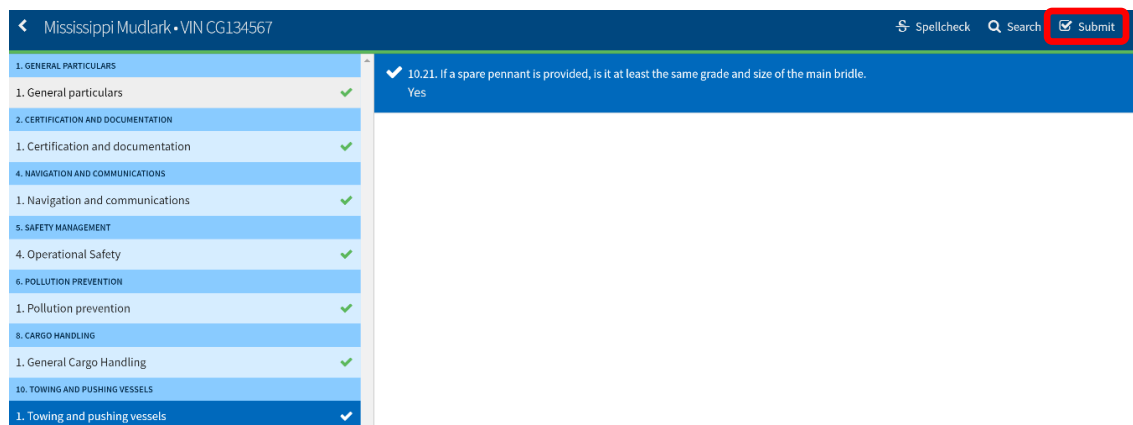 Mississippi Mudlark • VIN CG134567
Spellcheck
Search
Submit
1. GENERAL PARTICULARS
1. General particulars
2. CERTIFICATION AND DOCUMENTATION
1. Certification and documentation
4. NAVIGATION AND COMMUNICATIONS
1. Navigation and communications
5. SAFETY MANAGEMENT
4. Operational Safety
6. POLLUTION PREVENTION
1. Pollution prevention
8. CARGO HANDLING
1. General Cargo Handling
10. TOWING AND PUSHING VESSELS
1. Towing and pushing vessels
10.21. If a spare pennant is provided, is it at least the same grade and size of the main bridle.
Yes